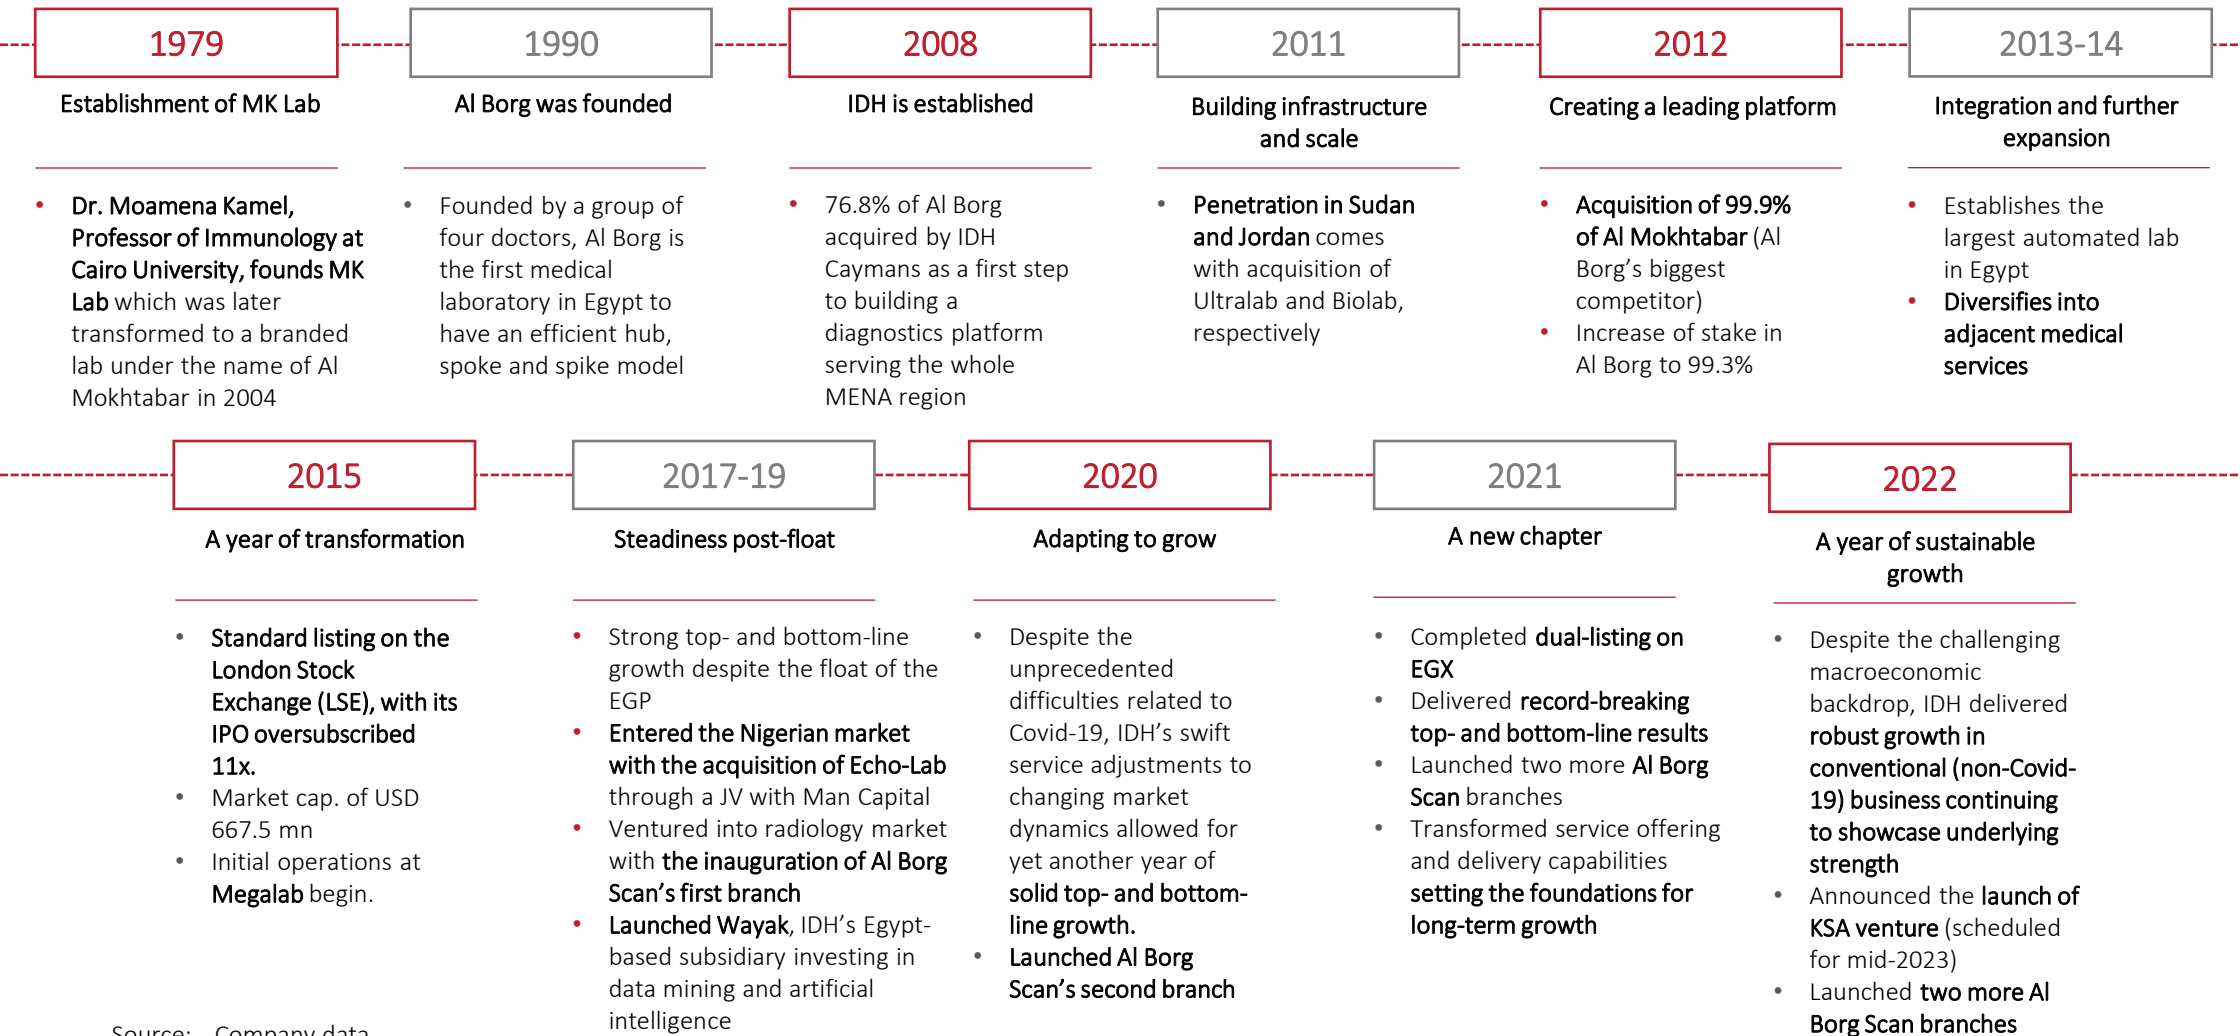 1979
Establishment of MK Lab
• Dr. Moamena Kamel,
Professor of Immunology at
Cairo University, founds MK
Lab which was later
transformed to a branded
lab under the name of Al
Mokhtabar in 2004
1990
Al Borg was founded
• Founded by a group of
four doctors, Al Borg is
the first medical
laboratory in Egypt to
have an efficient hub,
spoke and spike model
2008
IDH is established
• 76.8% of Al Borg
acquired by IDH
Caymans as a first step
to building a
diagnostics platform
serving the whole
MENA region
2011
Building infrastructure
and scale
• Penetration in Sudan
and Jordan comes
with acquisition of
Ultralab and Biolab,
respectively
2012
Creating a leading platform
• Acquisition of 99.9%
of Al Mokhtabar (Al
Borg’s biggest
competitor)
• Increase of stake in
Al Borg to 99.3%
2013-14
Integration and further
expansion
• Establishes the
largest automated lab
in Egypt
• Diversifies into
adjacent medical
services
2015
A year of transformation
• Standard listing on the
London Stock
Exchange (LSE), with its
IPO oversubscribed
11x.
• Market cap. of USD
667.5 mn
• Initial operations at
Megalab begin.
2017-19
Steadiness post-float
• Strong top- and bottom-line
growth despite the float of the
EGP
• Entered the Nigerian market
with the acquisition of Echo-Lab
through a JV with Man Capital
• Ventured into radiology market
with the inauguration of Al Borg
Scan’s first branch
• Launched Wayak, IDH’s Egypt-
based subsidiary investing in
data mining and artificial
intelligence
2020
Adapting to grow
• Despite the
unprecedented
difficulties related to
Covid-19, IDH’s swift
service adjustments to
changing market
dynamics allowed for
yet another year of
solid top- and bottom-
line growth.
• Launched Al Borg
Scan’s second branch
2021
A new chapter
• Completed dual-listing on
EGX
• Delivered record-breaking
top- and bottom-line results
• Launched two more Al Borg
Scan branches
• Transformed service offering
and delivery capabilities
setting the foundations for
long-term growth
2022
A year of sustainable
growth
• Despite the challenging
macroeconomic
backdrop, IDH delivered
robust growth in
conventional (non-Covid-
19) business continuing
to showcase underlying
strength
• Announced the launch of
KSA venture (scheduled
for mid-2023)
• Launched two more Al
Borg Scan branches
Source: Company data